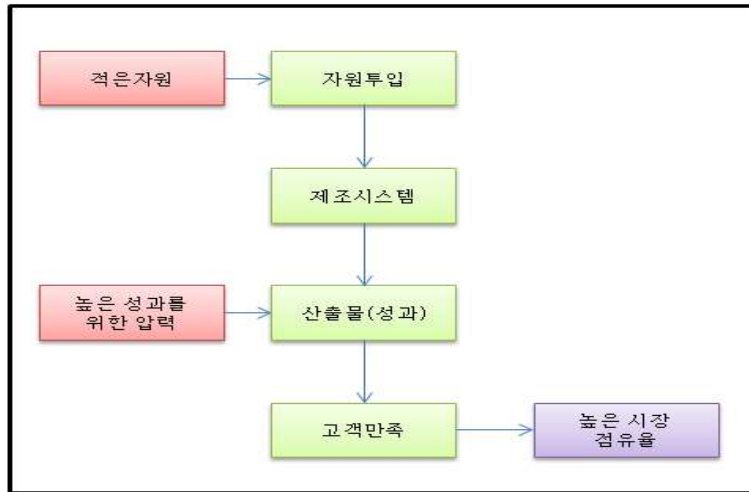 적은자원
자원투입
제조시스템
높은 성과를
위한 압력
산출물(성과)
고객만족
높은 시장
점유율